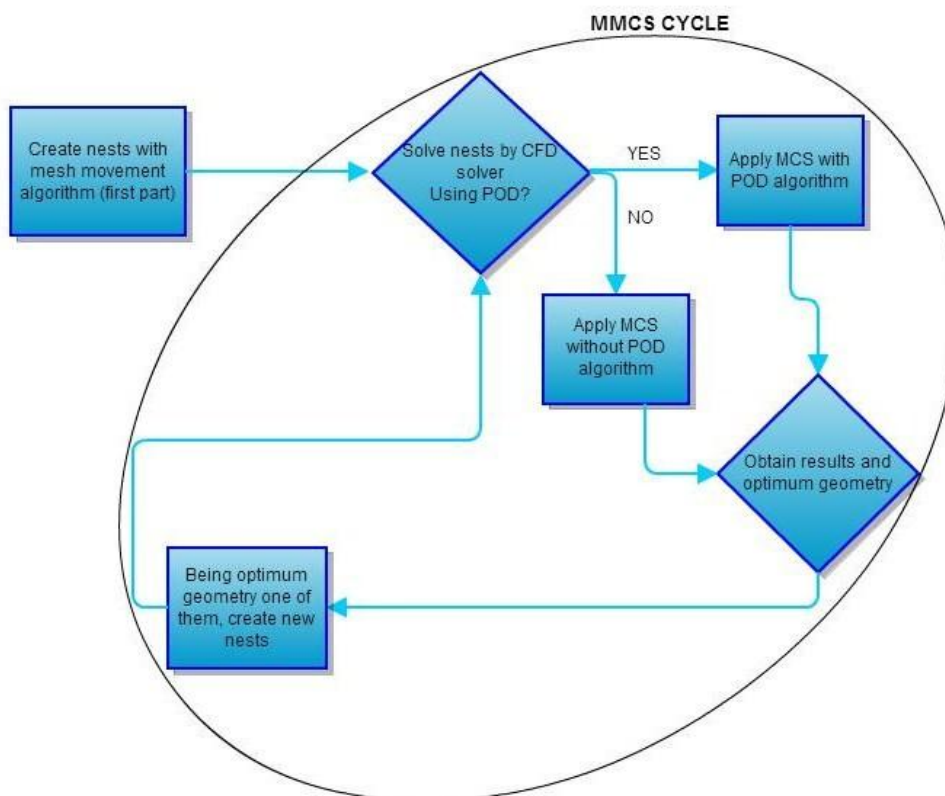 MMCS CYCLE
Create nests with
mesh movement
algorithm (first part)
Solve nests by CFD
solver
Using POD?
YES
NO
Apply MCS with
POD algorithm
Apply MCS
without POD
algorithm
Obtain results and
optimum geometry
Being optimum
geometry one of
them, create new
nests